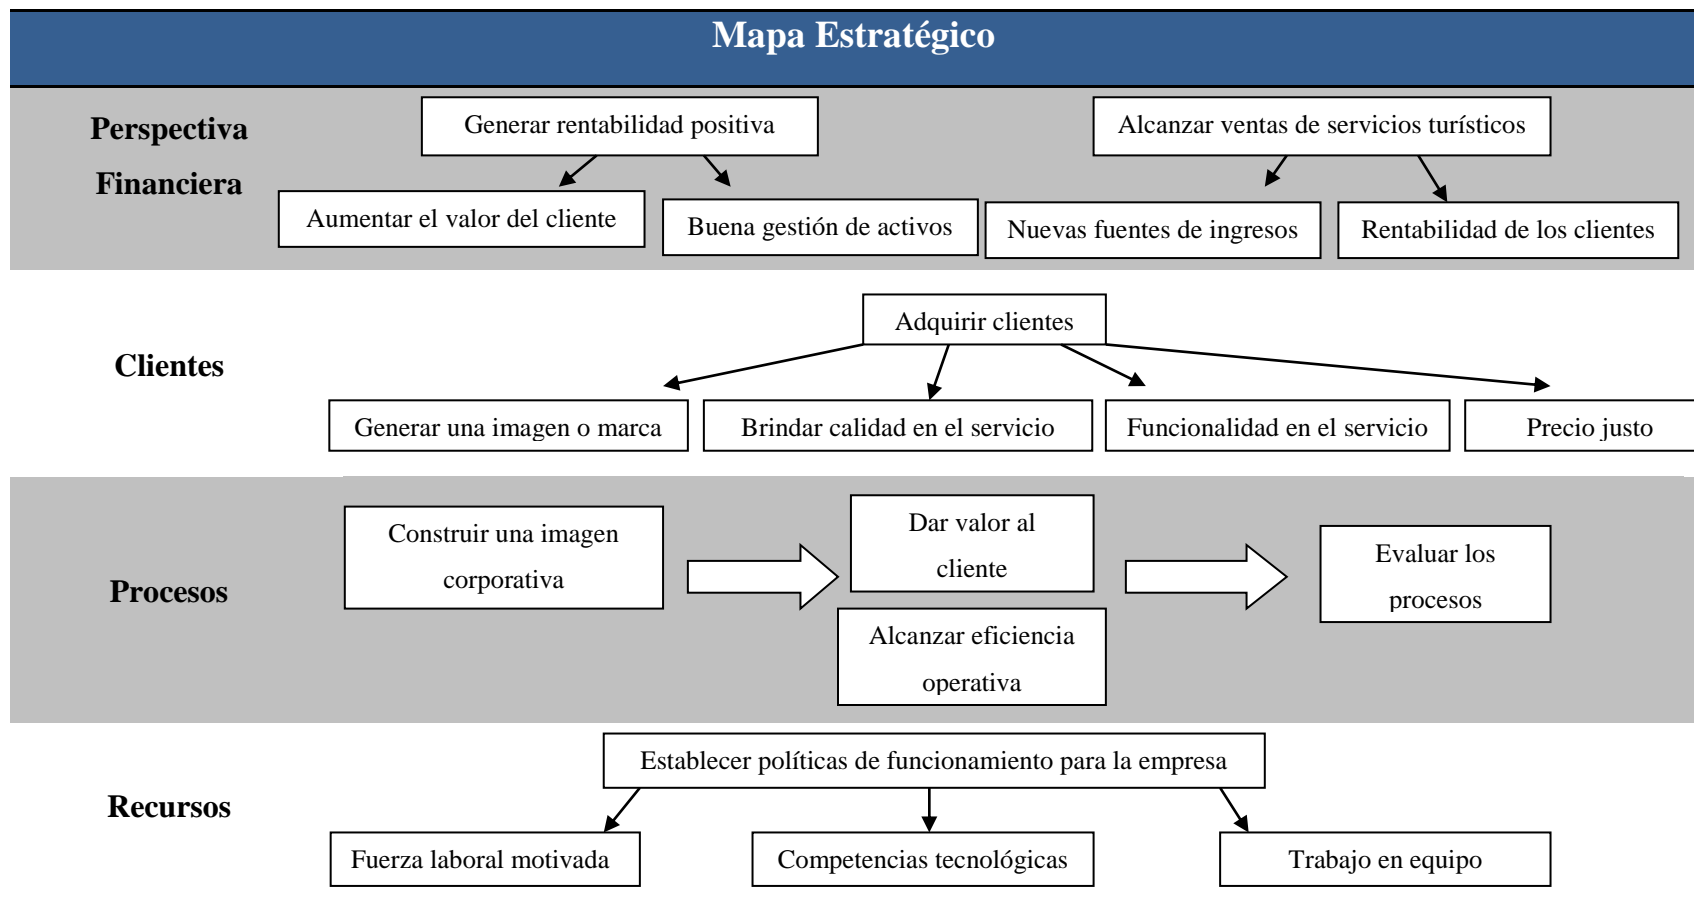 Mapa Estratégico
Perspectiva
Financiera
Generar rentabilidad positiva
Alcanzar ventas de servicios turísticos
Aumentar el valor del cliente
Buena gestión de activos
Nuevas fuentes de ingresos
Rentabilidad de los clientes
Clientes
Adquirir clientes
Generar una imagen o marca
Brindar calidad en el servicio
Funcionalidad en el servicio
Precio justo
Procesos
Construir una imagen
corporativa
Dar valor al
cliente
Alcanzar eficiencia
operativa
Evaluar los
procesos
Recursos
Establecer políticas de funcionamiento para la empresa
Fuerza laboral motivada
Competencias tecnológicas
Trabajo en equipo